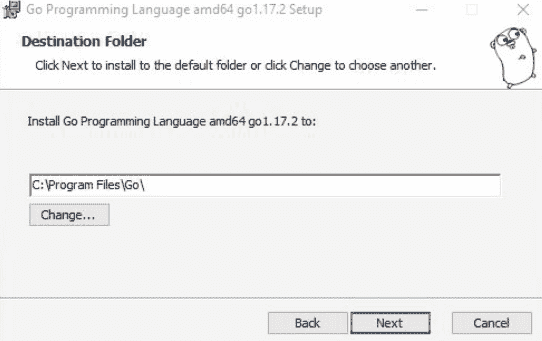 Go Programming Language amd64 go1.17.2 Setup
Destination Folder
Click Next to install to the default folder or click Change to choose another.
Install Go Programming Language amd64 go1.17.2 to:
C:\Program Files\Go\
Change...
Back
Next
Cancel